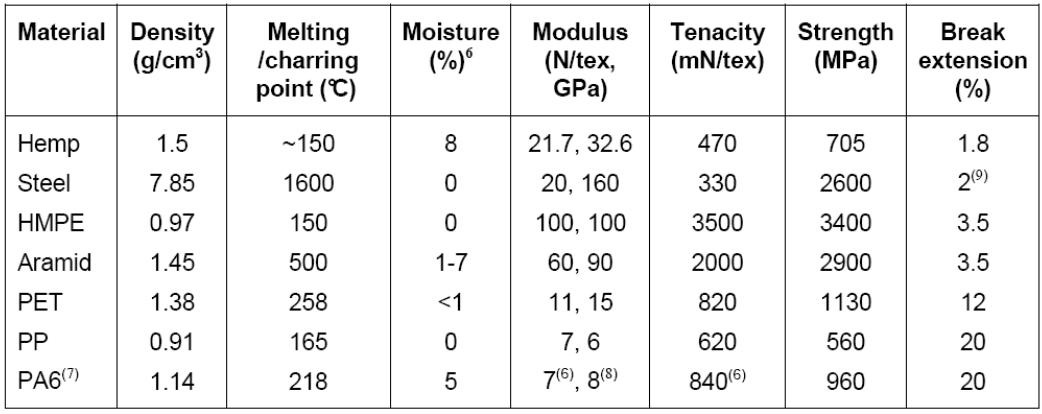 Material Density (g/cm³) Melting /charring point (℃) Moisture (%)⁶ Modulus (N/tex, GPa) Tenacity (mN/tex) Strength (MPa) Break extension (%)
Hemp 1.5 ~150 8 21.7, 32.6 470 705 1.8
Steel 7.85 1600 0 20, 160 330 2600 2⁽⁹⁾
HMPE 0.97 150 0 100, 100 3500 3400 3.5
Aramid 1.45 500 1-7 60, 90 2000 2900 3.5
PET 1.38 258 <1 11, 15 820 1130 12
PP 0.91 165 0 7, 6 620 560 20
PA6⁽⁷⁾ 1.14 218 5 7⁽⁶⁾, 8⁽⁸⁾ 840⁽⁶⁾ 960 20